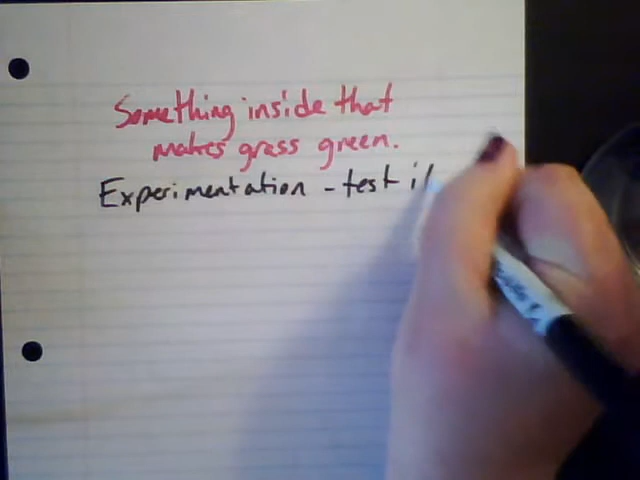 Something inside that
makes grass green.
Experimentation - test